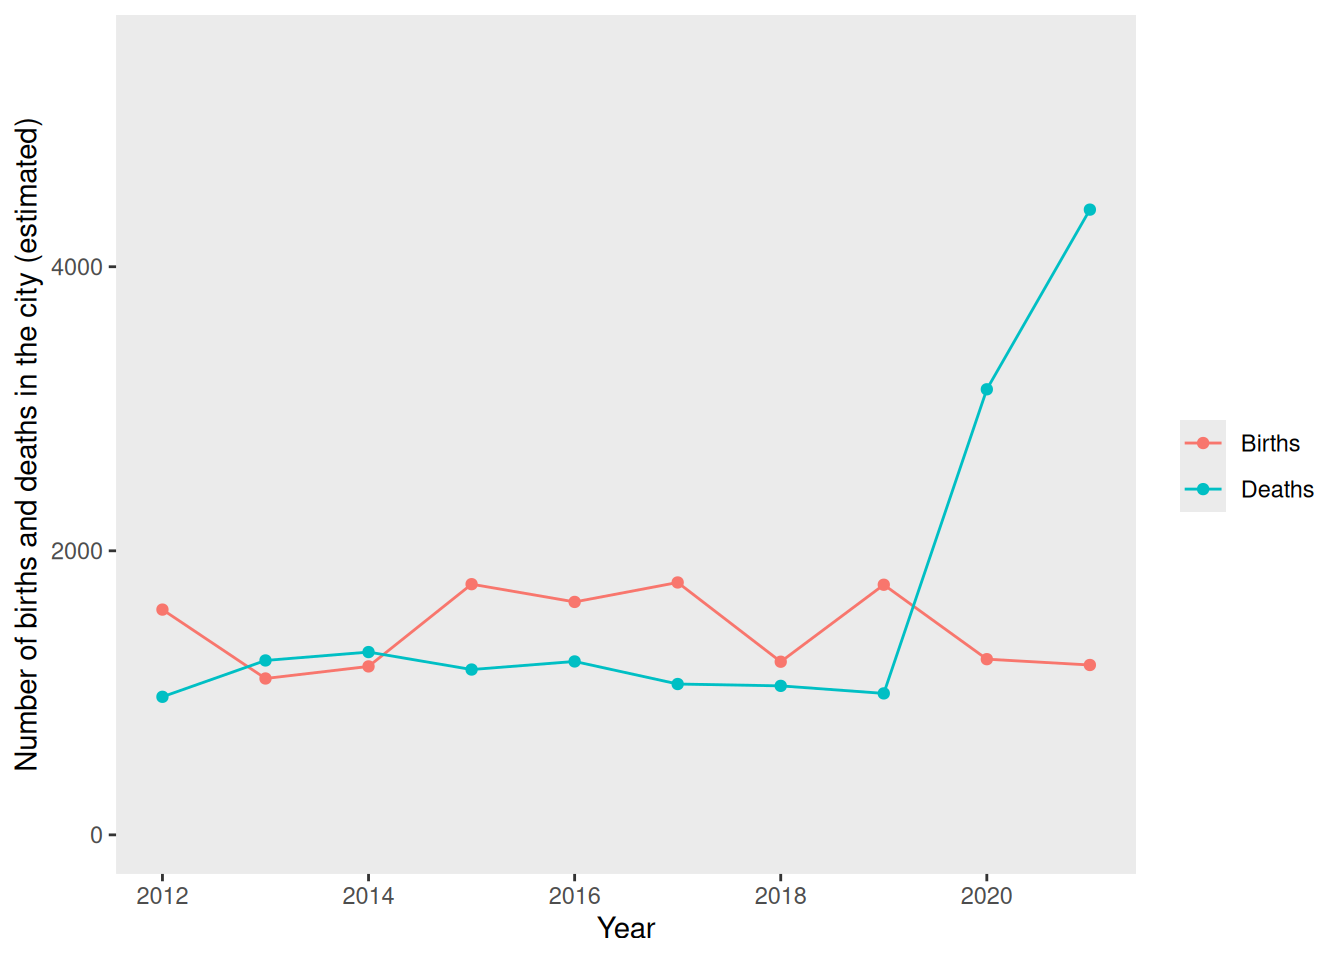 Number of births and deaths in the city (estimated)
4000
2000
0
2012 2014 2016 2018 2020
Year
Births
Deaths